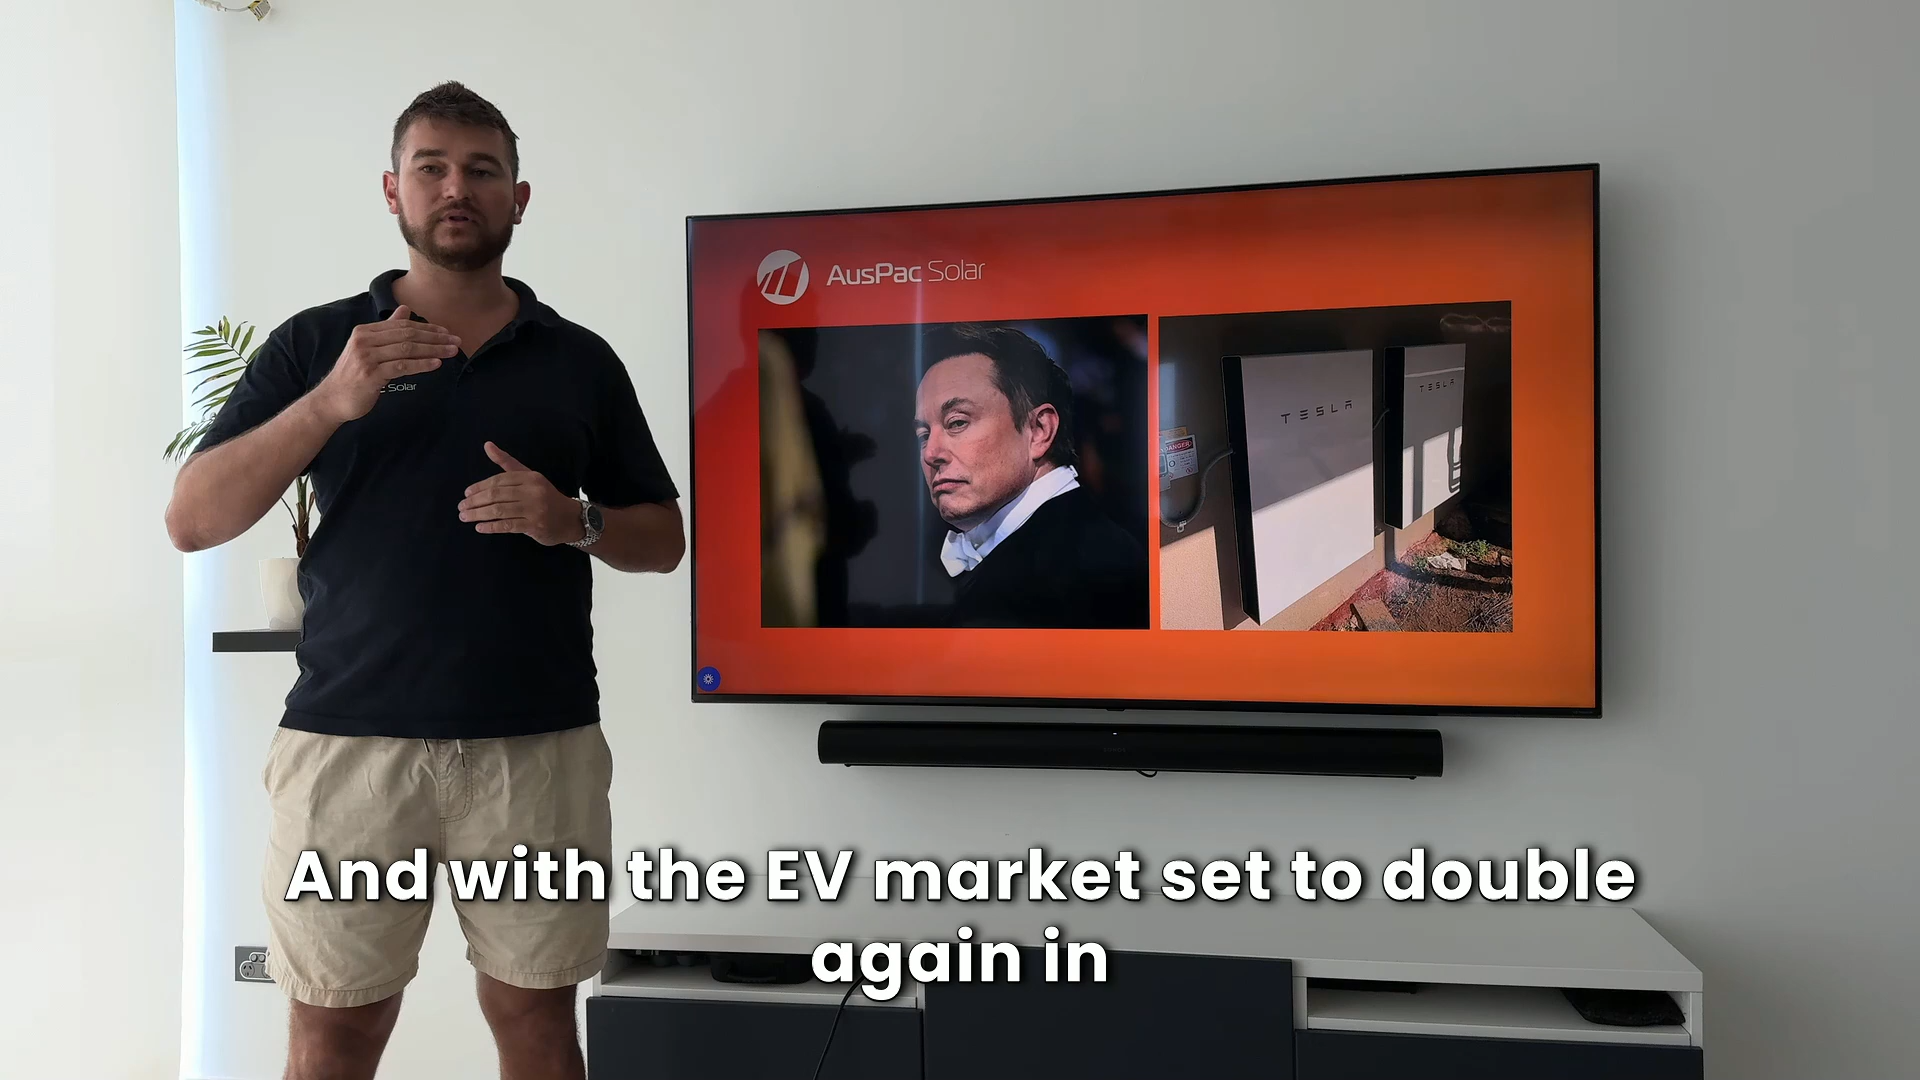 AusPac Solar
c Solar
TESLA
TESLA
DANGER
And with the EV market set to double
again in